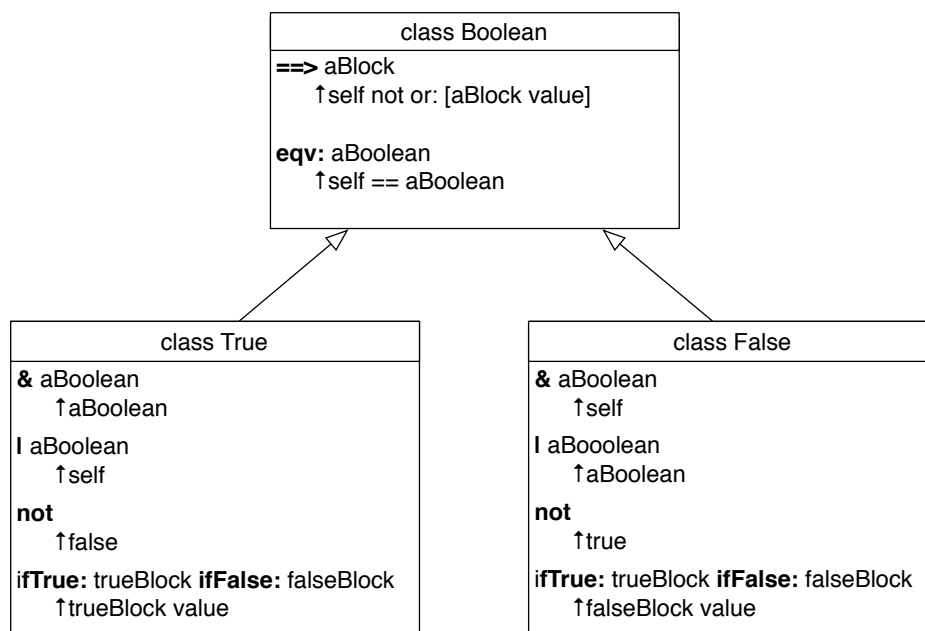 class Boolean
==> aBlock
↑self not or: [aBlock value]
eqv: aBoolean
↑self == aBoolean
class True
& aBoolean
↑aBoolean
| aBoolean
↑self
not
↑false
ifTrue: trueBlock ifFalse: falseBlock
↑trueBlock value
class False
& aBoolean
↑self
| aBooolean
↑aBoolean
not
↑true
ifTrue: trueBlock ifFalse: falseBlock
↑falseBlock value